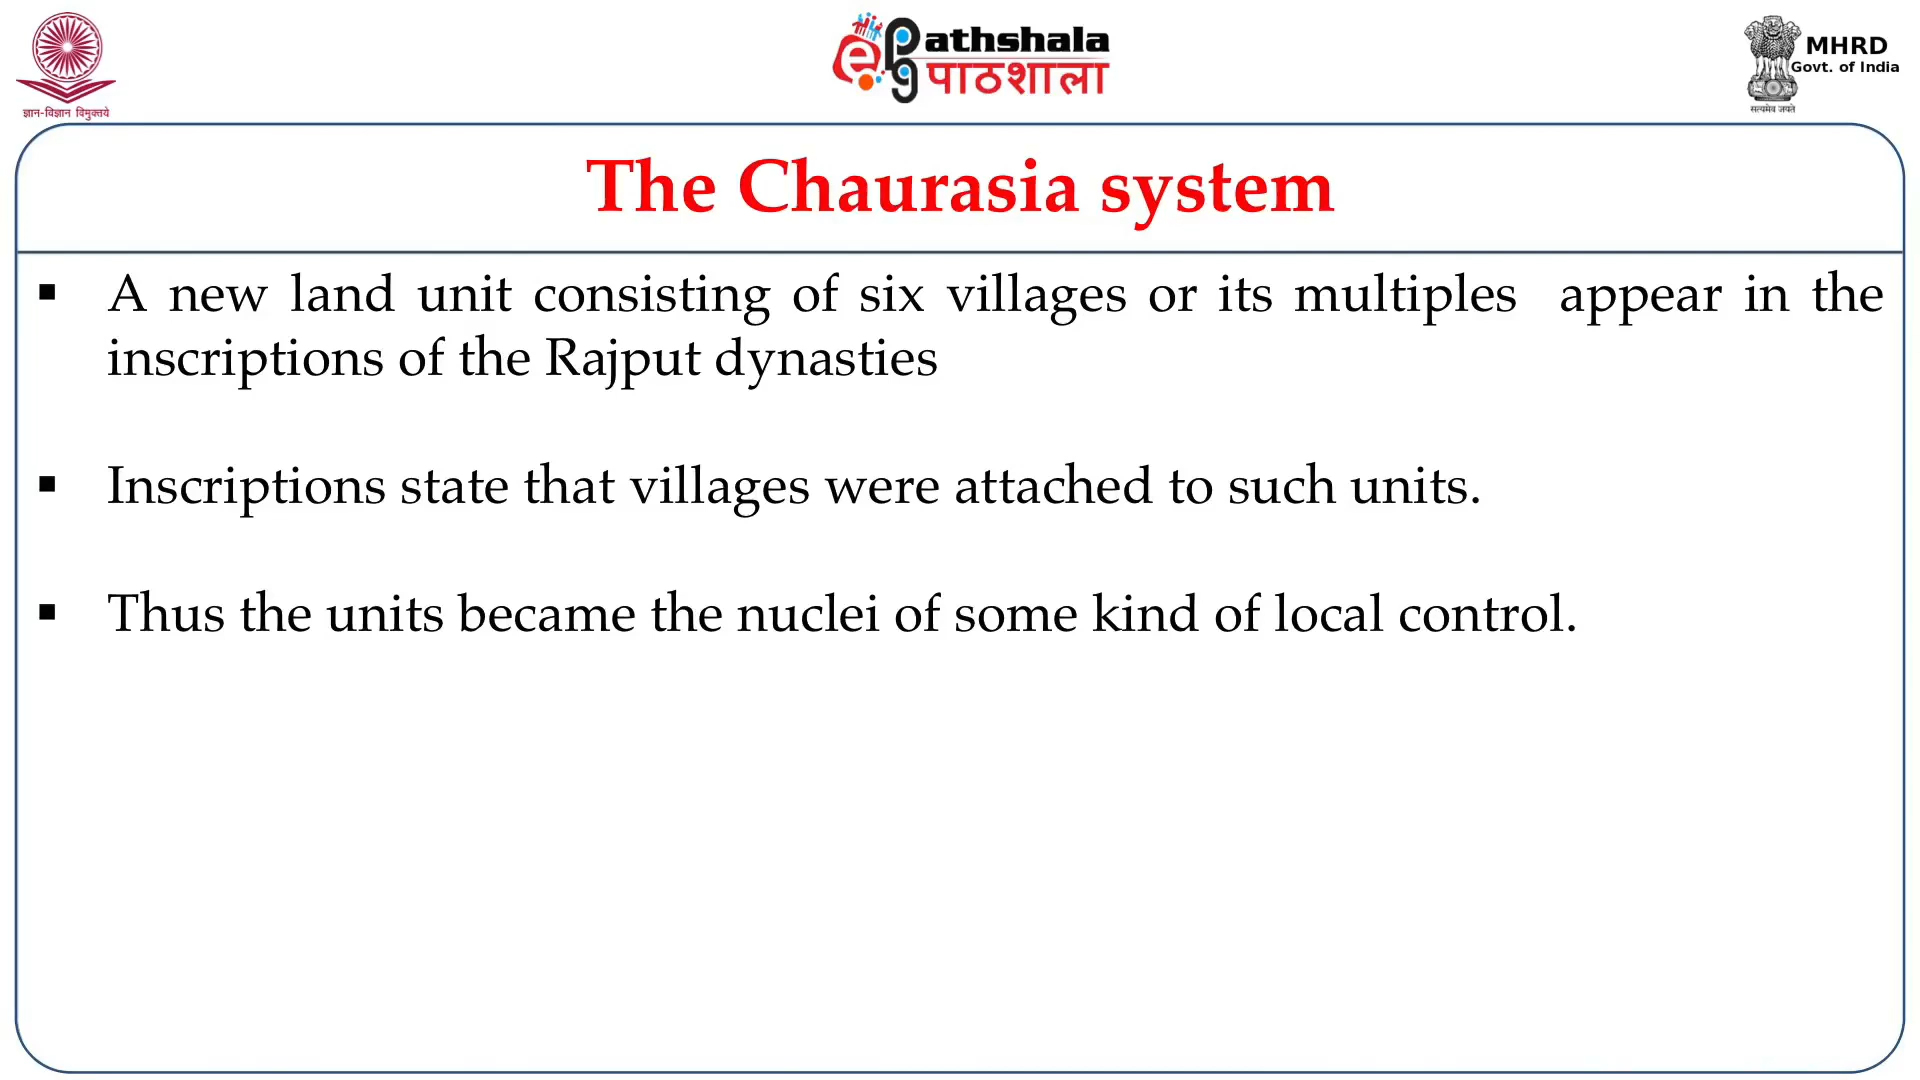 ज्ञान-विज्ञान विमुक्तये
ePathshala
पाठशाला
MHRD
Govt. of India
सत्यमेव जयते
The Chaurasia system
▪ A new land unit consisting of six villages or its multiples appear in the
inscriptions of the Rajput dynasties
▪ Inscriptions state that villages were attached to such units.
▪ Thus the units became the nuclei of some kind of local control.